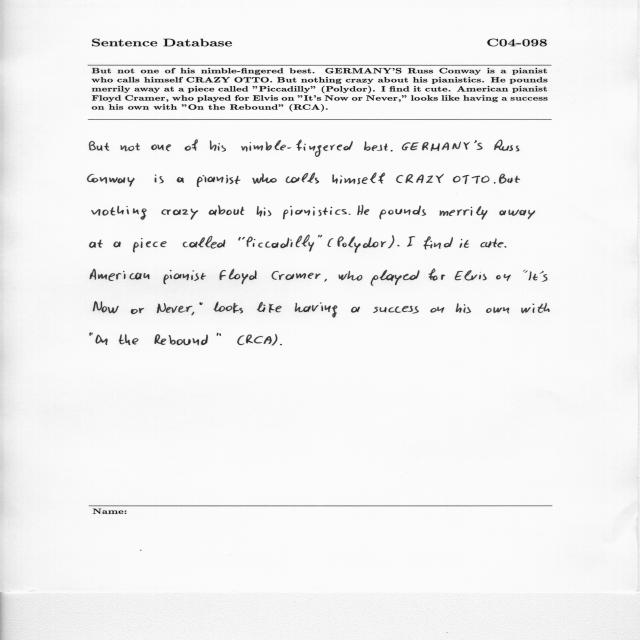 Sentence Database C04-098
But not one of his nimble-fingered best. GERMANY'S Russ Conway is a pianist
who calls himself CRAZY OTTO. But nothing crazy about his pianistics. He pounds
merrily away at a piece called "Piccadilly" (Polydor). I find it cute. American pianist
Floyd Cramer, who played for Elvis on "It's Now or Never," looks like having a success
on his own with "On the Rebound" (RCA).
But not one of his nimble-fingered best. GERMANY'S Russ
Conway is a pianist who calls himself CRAZY OTTO. But
nothing crazy about his pianistics. He pounds merrily away
at a piece called "Piccadilly" (Polydor). I find it cute.
American pianist Floyd Cramer, who played for Elvis on "It's
Now or Never," looks like having a success on his own with
"On the Rebound" (RCA).
Name: